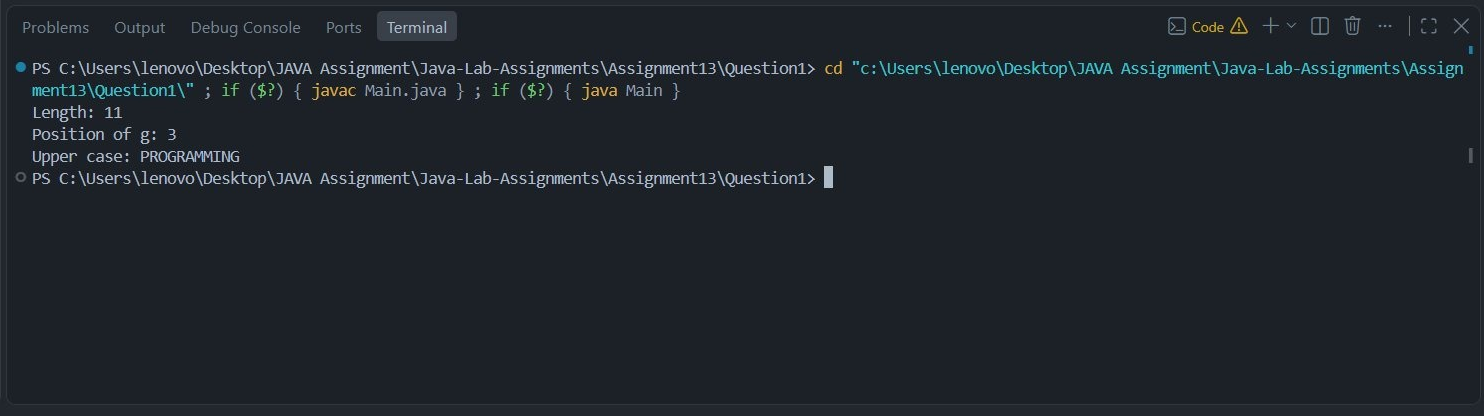 Problems Output Debug Console Ports Terminal Code
PS C:\Users\lenovo\Desktop\JAVA Assignment\Java-Lab-Assignments\Assignment13\Question1> cd "c:\Users\lenovo\Desktop\JAVA Assignment\Java-Lab-Assignments\Assign
ment13\Question1\" ; if ($?) { javac Main.java } ; if ($?) { java Main }
Length: 11
Position of g: 3
Upper case: PROGRAMMING
PS C:\Users\lenovo\Desktop\JAVA Assignment\Java-Lab-Assignments\Assignment13\Question1>